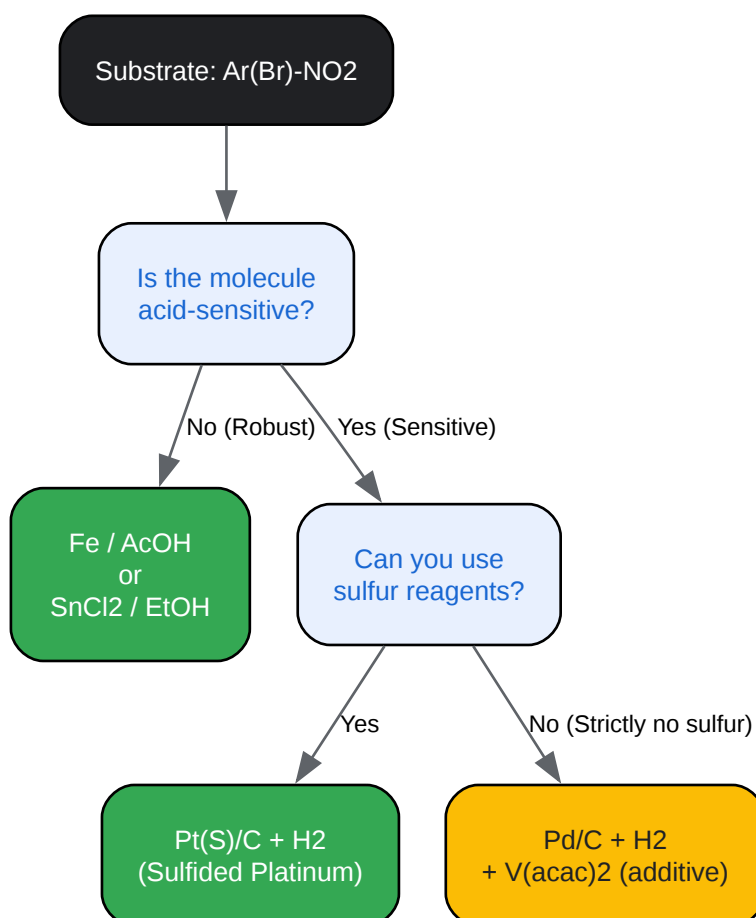 Substrate: Ar(Br)-NO2
Is the molecule
acid-sensitive?
No (Robust)
Yes (Sensitive)
Fe / AcOH
or
SnCl2 / EtOH
Can you use
sulfur reagents?
Yes
No (Strictly no sulfur)
Pt(S)/C + H2
(Sulfided Platinum)
Pd/C + H2
+ V(acac)2 (additive)